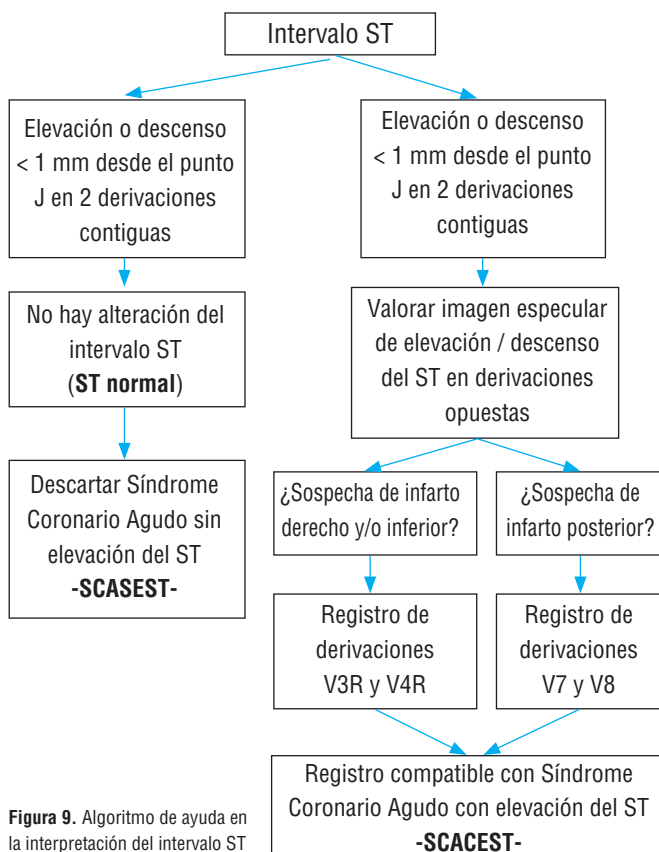 Intervalo ST
Elevación o descenso
< 1 mm desde el punto
J en 2 derivaciones
contiguas
No hay alteración del
intervalo ST
(ST normal)
Descartar Síndrome
Coronario Agudo sin
elevación del ST
-SCASEST-
Elevación o descenso
< 1 mm desde el punto
J en 2 derivaciones
contiguas
Valorar imagen especular
de elevación / descenso
del ST en derivaciones
opuestas
¿Sospecha de infarto
derecho y/o inferior?
Registro de
derivaciones
V3R y V4R
¿Sospecha de
infarto posterior?
Registro de
derivaciones
V7 y V8
Registro compatible con Síndrome
Coronario Agudo con elevación del ST
-SCACEST-
Figura 9. Algoritmo de ayuda en
la interpretación del intervalo ST